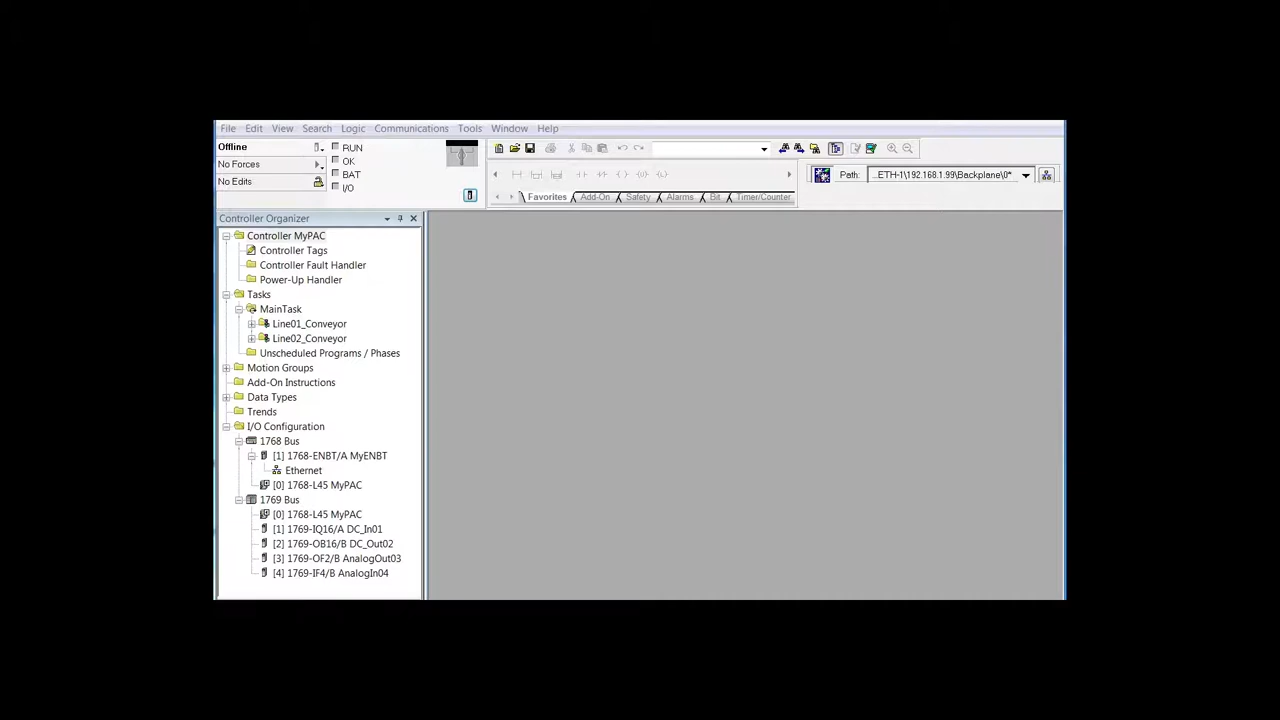 File Edit View Search Logic Communications Tools Window Help
Offline
RUN
No Forces
OK
BAT
No Edits
I/O
Path: ...ETH-1\192.168.1.99\Backplane\0*
Favorites Add-On Safety Alarms Bit Timer/Counter
Controller Organizer
Controller MyPAC
Controller Tags
Controller Fault Handler
Power-Up Handler
Tasks
MainTask
Line01_Conveyor
Line02_Conveyor
Unscheduled Programs / Phases
Motion Groups
Add-On Instructions
Data Types
Trends
I/O Configuration
1768 Bus
[1] 1768-ENBT/A MyENBT
Ethernet
[0] 1768-L45 MyPAC
1769 Bus
[0] 1768-L45 MyPAC
[1] 1769-IQ16/A DC_In01
[2] 1769-OB16/B DC_Out02
[3] 1769-OF2/B AnalogOut03
[4] 1769-IF4/B AnalogIn04